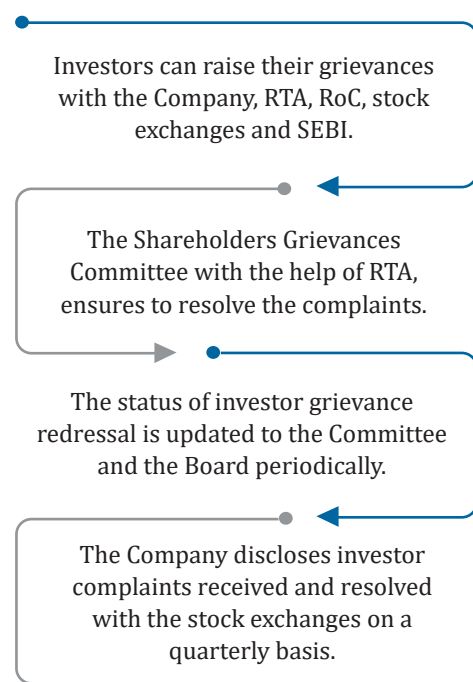 Investors can raise their grievances
with the Company, RTA, RoC, stock
exchanges and SEBI.
The Shareholders Grievances
Committee with the help of RTA,
ensures to resolve the complaints.
The status of investor grievance
redressal is updated to the Committee
and the Board periodically.
The Company discloses investor
complaints received and resolved
with the stock exchanges on a
quarterly basis.